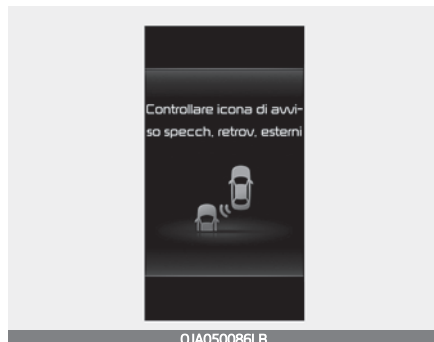 Controllare icona di avvi-
so specch, retrov, esterni
OJA050086LB